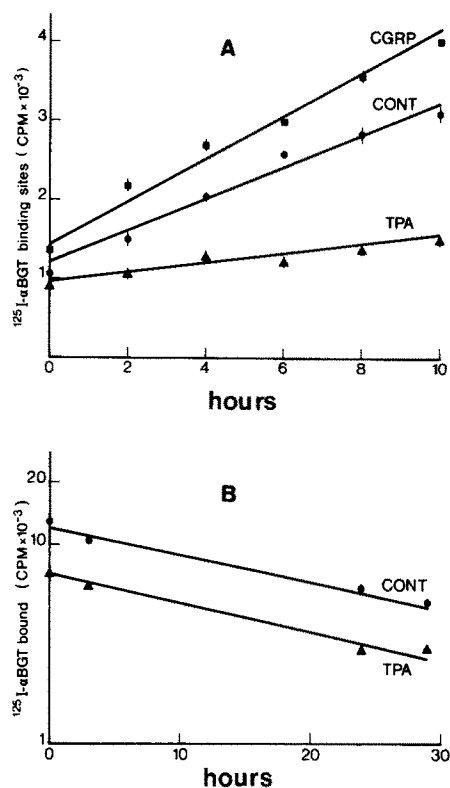 A
¹²⁵I-αBGT binding sites ( CPM × 10⁻³ )
4
3
2
1
CGRP
CONT
TPA
0 2 4 6 8 10
hours
B
¹²⁵I-αBGT bound ( CPM × 10⁻³ )
20
10
1
CONT
TPA
0 10 20 30
hours